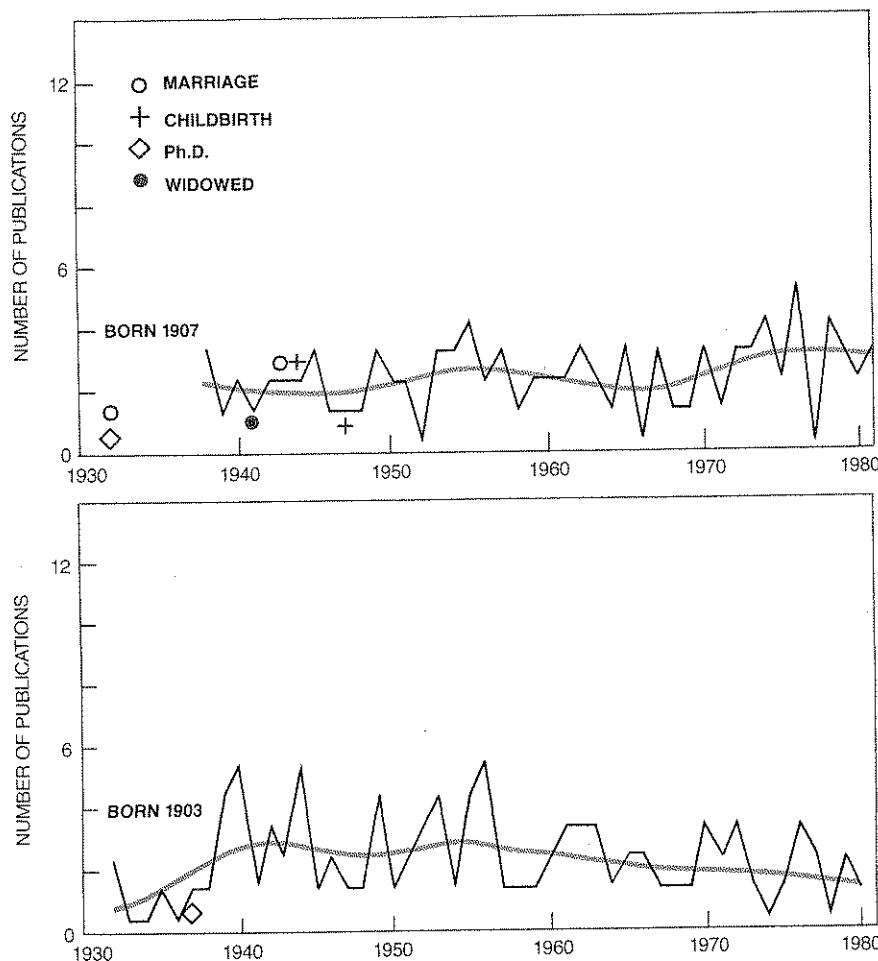 12
MARRIAGE
CHILDBIRTH
Ph.D.
WIDOWED
NUMBER OF PUBLICATIONS
6
BORN 1907
0
1930 1940 1950 1960 1970 1980
12
NUMBER OF PUBLICATIONS
6
BORN 1903
0
1930 1940 1950 1960 1970 1980